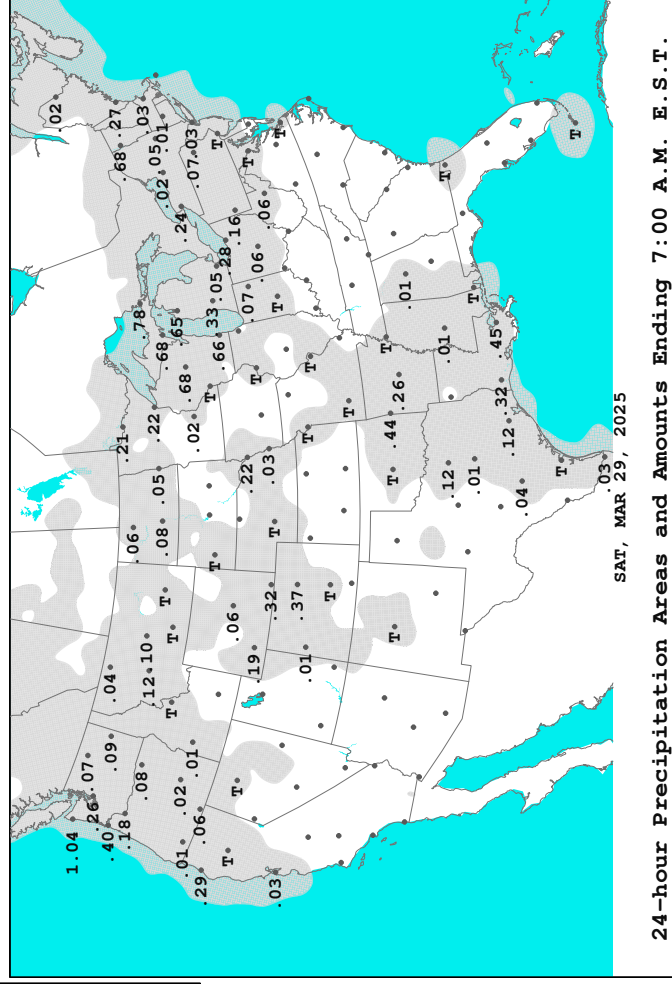 .02
1.04
.07
.26
.40
.09
.04
.27
.68
.21
.18
.06
.78
.08
.03
.10
.12
.22
.05
.05
.01
.68
.08
.02
T
T
T
.65
.02
.24
.01
.68
.01
.03
.02
.07
.06
.29
T
.33
T
.05
T
.66
.28
T
.06
.16
T
.22
.07
T
.19
T
.06
.06
.03
.32
T
.03
T
T
.37
.01
T
T
T
T
T
.44
T
T
.26
.01
.01
T
.12
T
.01
.45
.32
.12
.04
T
T
.03
SAT, MAR 29, 2025
24-hour Precipitation Areas and Amounts Ending 7:00 A.M. E.S.T.